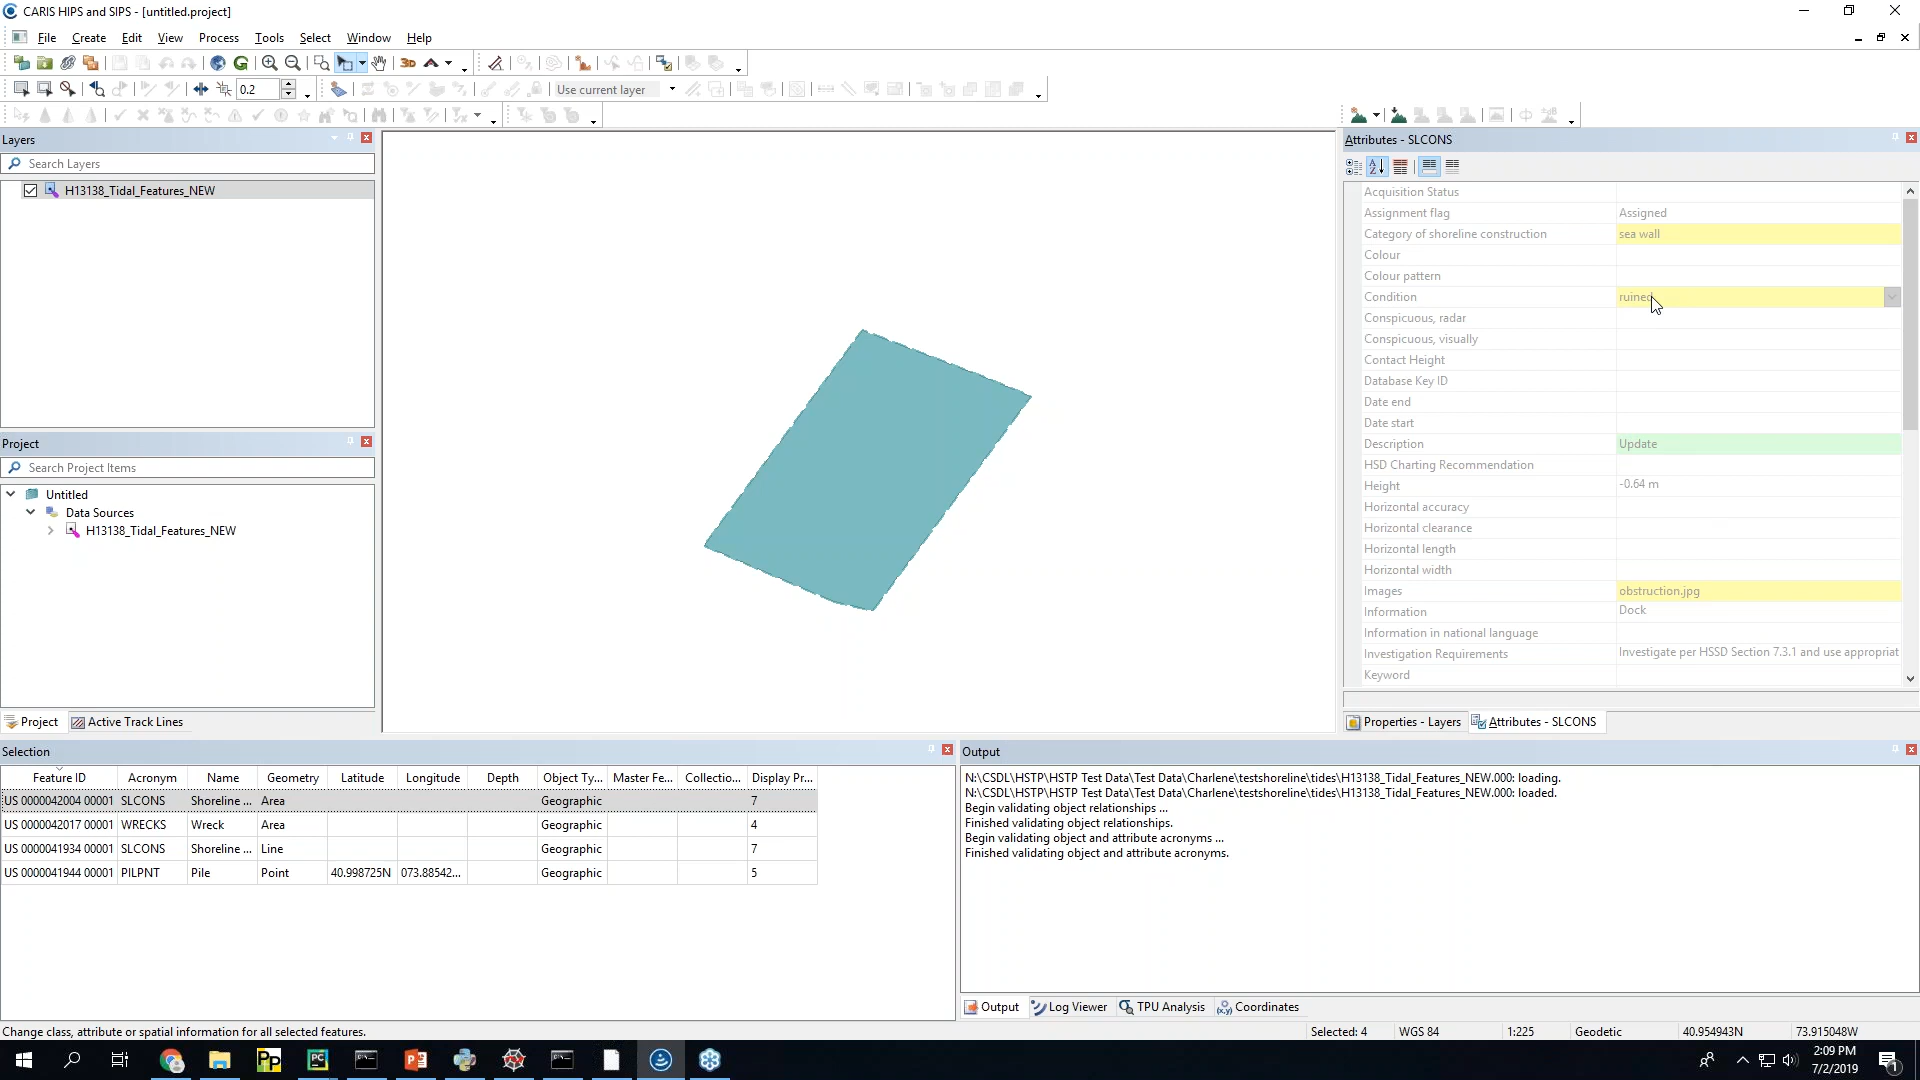 CARIS HIPS and SIPS - [untitled.project]
File Create Edit View Process Tools Select Window Help
3D
0.2
Use current layer
Layers
Search Layers
H13138_Tidal_Features_NEW
Project
Search Project Items
Untitled
Data Sources
H13138_Tidal_Features_NEW
Project Active Track Lines
Attributes - SLCONS
Acquisition Status
Assignment flag Assigned
Category of shoreline construction sea wall
Colour
Colour pattern
Condition ruined
Conspicuous, radar
Conspicuous, visually
Contact Height
Database Key ID
Date end
Date start
Description Update
HSD Charting Recommendation
Height -0.64 m
Horizontal accuracy
Horizontal clearance
Horizontal length
Horizontal width
Images obstruction.jpg
Information Dock
Information in national language
Investigation Requirements Investigate per HSSD Section 7.3.1 and use appropriat
Keyword
Properties - Layers Attributes - SLCONS
Selection
Feature ID Acronym Name Geometry Latitude Longitude Depth Object Ty... Master Fe... Collectio... Display Pr...
US 0000042004 00001 SLCONS Shoreline ... Area Geographic 7
US 0000042017 00001 WRECKS Wreck Area Geographic 4
US 0000041934 00001 SLCONS Shoreline ... Line Geographic 7
US 0000041944 00001 PILPNT Pile Point 40.998725N 073.88542... Geographic 5
Output
N:\CSDL\HSTP\HSTP Test Data\Test Data\Charlene\testshoreline\tides\H13138_Tidal_Features_NEW.000: loading.
N:\CSDL\HSTP\HSTP Test Data\Test Data\Charlene\testshoreline\tides\H13138_Tidal_Features_NEW.000: loaded.
Begin validating object relationships ...
Finished validating object relationships.
Begin validating object and attribute acronyms ...
Finished validating object and attribute acronyms.
Output Log Viewer TPU Analysis Coordinates
Change class, attribute or spatial information for all selected features.
Selected: 4 WGS 84 1:225 Geodetic 40.954943N 73.915048W
2:09 PM
7/2/2019